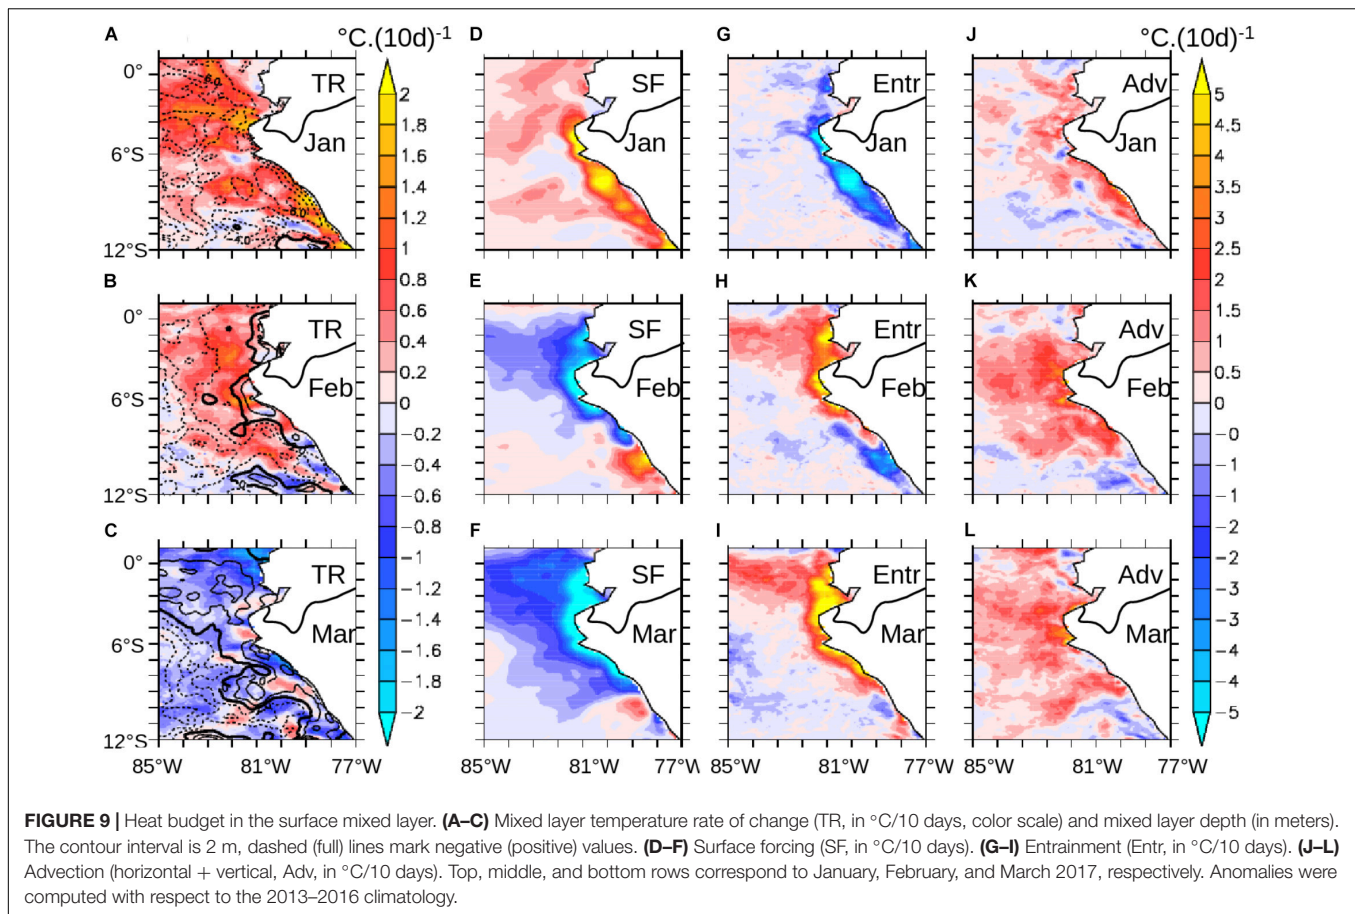 A D G J
°C.(10d)-1 °C.(10d)-1
0° TR SF Entr Adv
Jan Jan Jan Jan
6°S
12°S
2 1.8 1.6 1.4 1.2 1 0.8 0.6 0.4 0.2 0 −0.2 −0.4 −0.6 −0.8 −1 −1.2 −1.4 −1.6 −1.8 −2
5 4.5 4 3.5 3 2.5 2 1.5 1 0.5 0 −0 −1 −1 −2 −2 −3 −3 −4 −4 −5
B E H K
0° TR SF Entr Adv
Feb Feb Feb Feb
6°S
12°S
C F I L
0° TR SF Entr Adv
Mar Mar Mar Mar
6°S
12°S
85°W 81°W 77°W 85°W 81°W 77°W 85°W 81°W 77°W 85°W 81°W 77°W
FIGURE 9 | Heat budget in the surface mixed layer. (A–C) Mixed layer temperature rate of change (TR, in °C/10 days, color scale) and mixed layer depth (in meters).
The contour interval is 2 m, dashed (full) lines mark negative (positive) values. (D–F) Surface forcing (SF, in °C/10 days). (G–I) Entrainment (Entr, in °C/10 days). (J–L)
Advection (horizontal + vertical, Adv, in °C/10 days). Top, middle, and bottom rows correspond to January, February, and March 2017, respectively. Anomalies were
computed with respect to the 2013–2016 climatology.